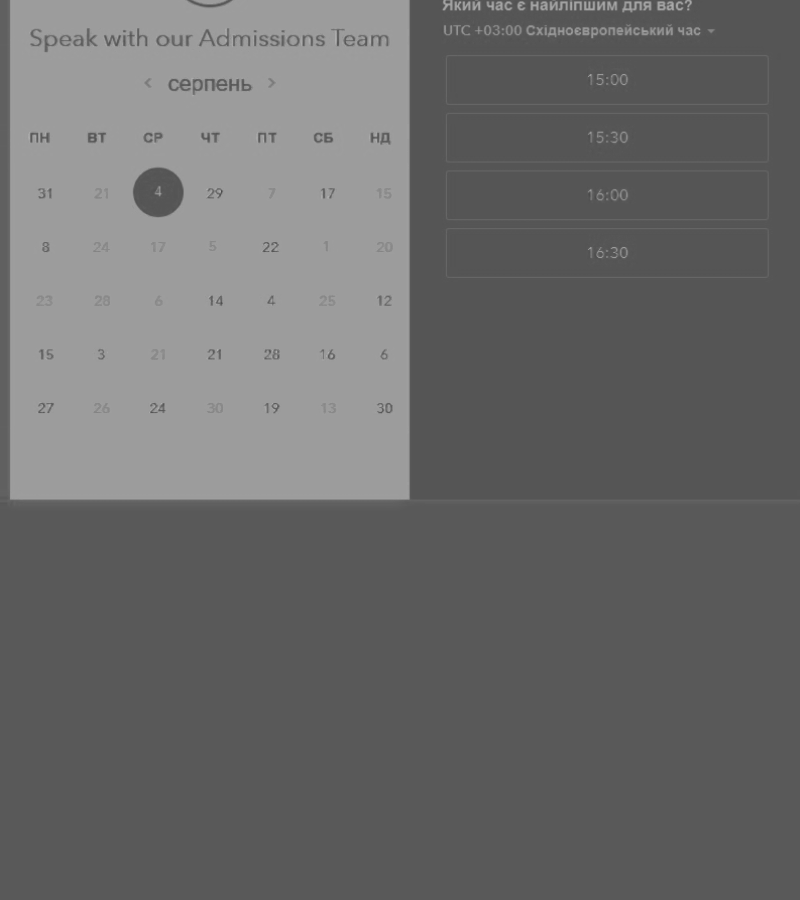 Speak with our Admissions Team
серпень
ПН ВТ СР ЧТ ПТ СБ НД
31 21 4 29 7 17 15
8 24 17 5 22 1 20
23 28 6 14 4 25 12
15 3 21 21 28 16 6
27 26 24 30 19 13 30
Який час є найліпшим для вас?
UTC +03:00 Східноєвропейський час
15:00
15:30
16:00
16:30